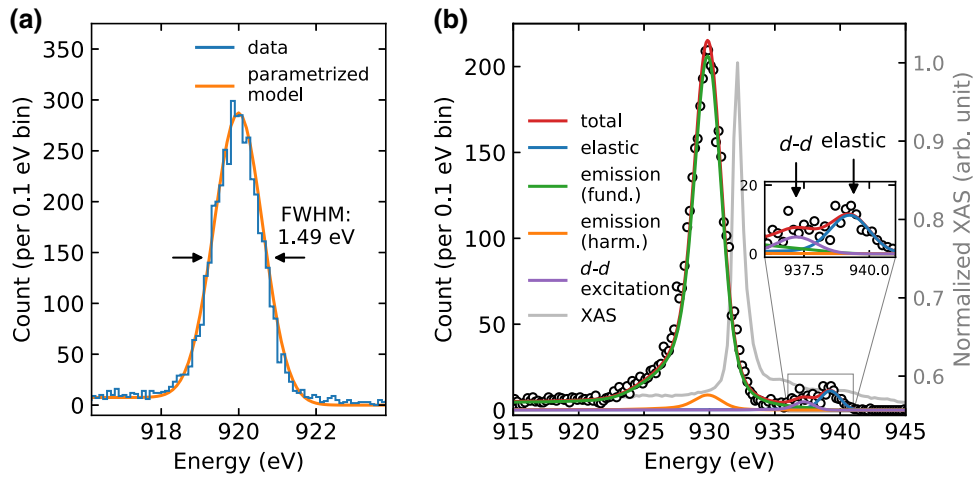 (a)
350
300
250
200
150
100
50
0
Count (per 0.1 eV bin)
data
parametrized
model
FWHM:
1.49 eV
918
920
922
Energy (eV)
(b)
200
150
100
50
0
Count (per 0.1 eV bin)
total
elastic
emission
(fund.)
emission
(harm.)
d-d
excitation
XAS
d-d elastic
20
0
937.5
940.0
1.0
0.9
0.8
0.7
0.6
Normalized XAS (arb. unit)
915
920
925
930
935
940
945
Energy (eV)